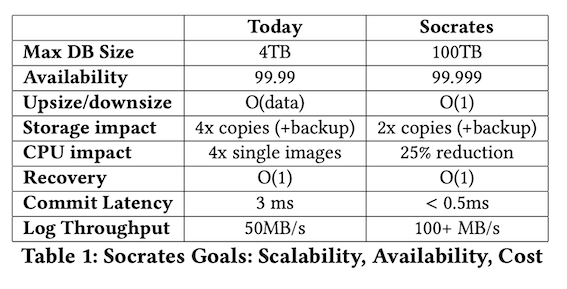 Today Socrates
Max DB Size 4TB 100TB
Availability 99.99 99.999
Upsize/downsize O(data) O(1)
Storage impact 4x copies (+backup) 2x copies (+backup)
CPU impact 4x single images 25% reduction
Recovery O(1) O(1)
Commit Latency 3 ms < 0.5ms
Log Throughput 50MB/s 100+ MB/s
Table 1: Socrates Goals: Scalability, Availability, Cost